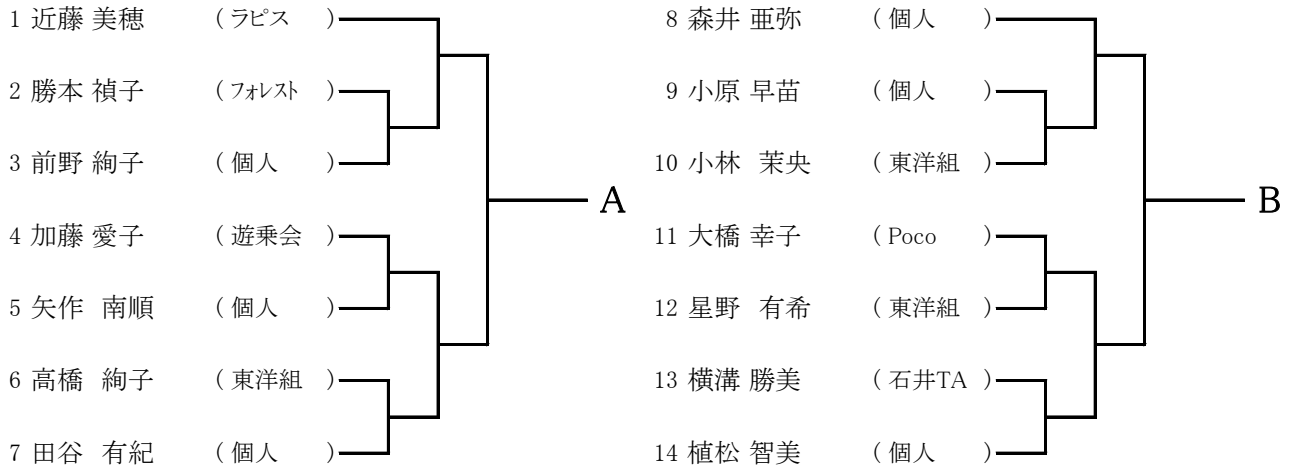 1 近藤 美穂 ( ラピス )
2 勝本 禎子 ( フォレスト )
3 前野 絢子 ( 個人 )
A
4 加藤 愛子 ( 遊乗会 )
5 矢作 南順 ( 個人 )
6 高橋 絢子 ( 東洋組 )
7 田谷 有紀 ( 個人 )
8 森井 亜弥 ( 個人 )
9 小原 早苗 ( 個人 )
10 小林 茉央 ( 東洋組 )
B
11 大橋 幸子 ( Poco )
12 星野 有希 ( 東洋組 )
13 横溝 勝美 ( 石井TA )
14 植松 智美 ( 個人 )